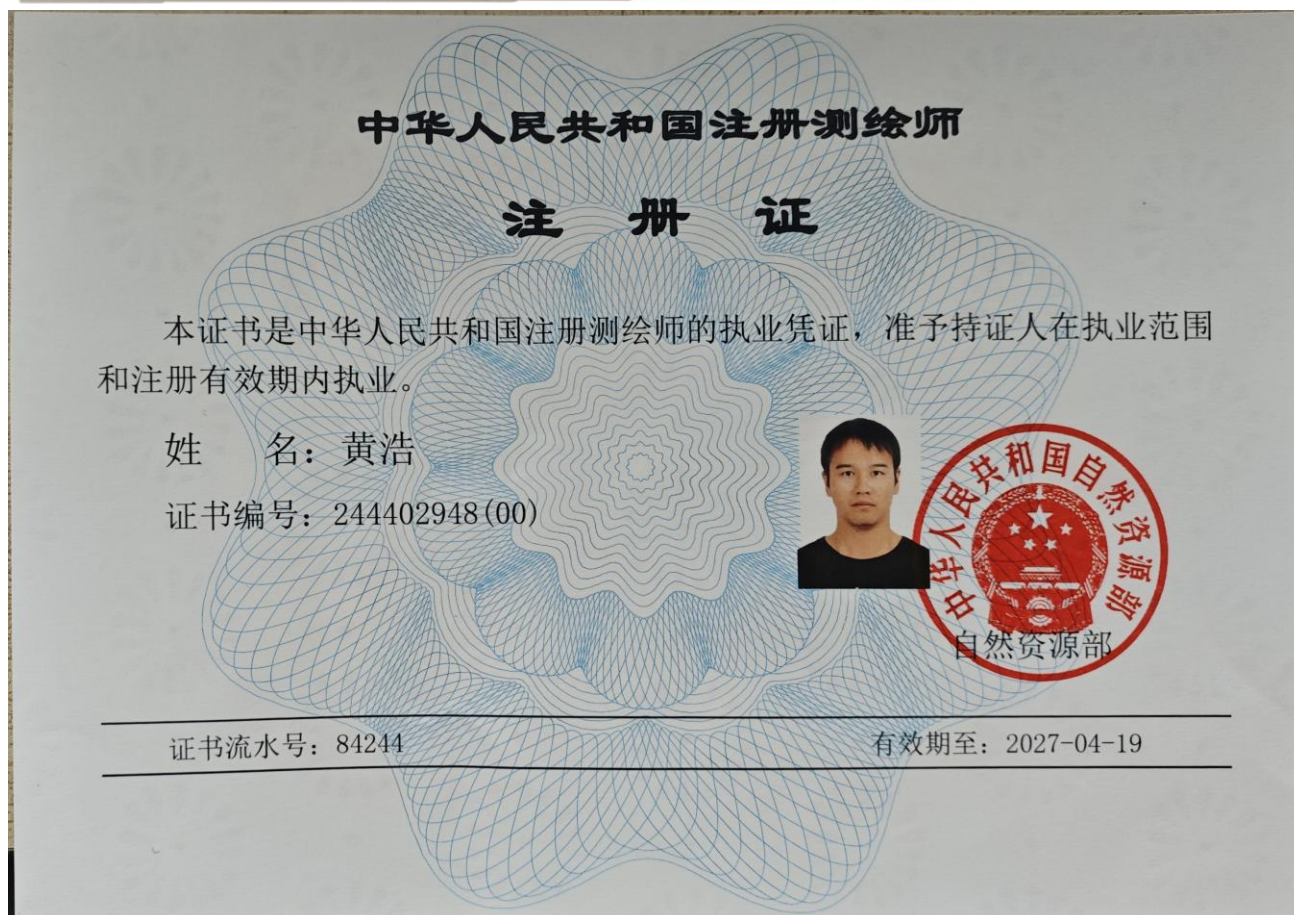 中华人民共和国注册测绘师
注 册 证
本证书是中华人民共和国注册测绘师的执业凭证，准予持证人在执业范围
和注册有效期内执业。
姓 名：黄浩
证书编号：244402948(00)
中华人民共和国自然资源部
自然资源部
证书流水号：84244
有效期至：2027-04-19